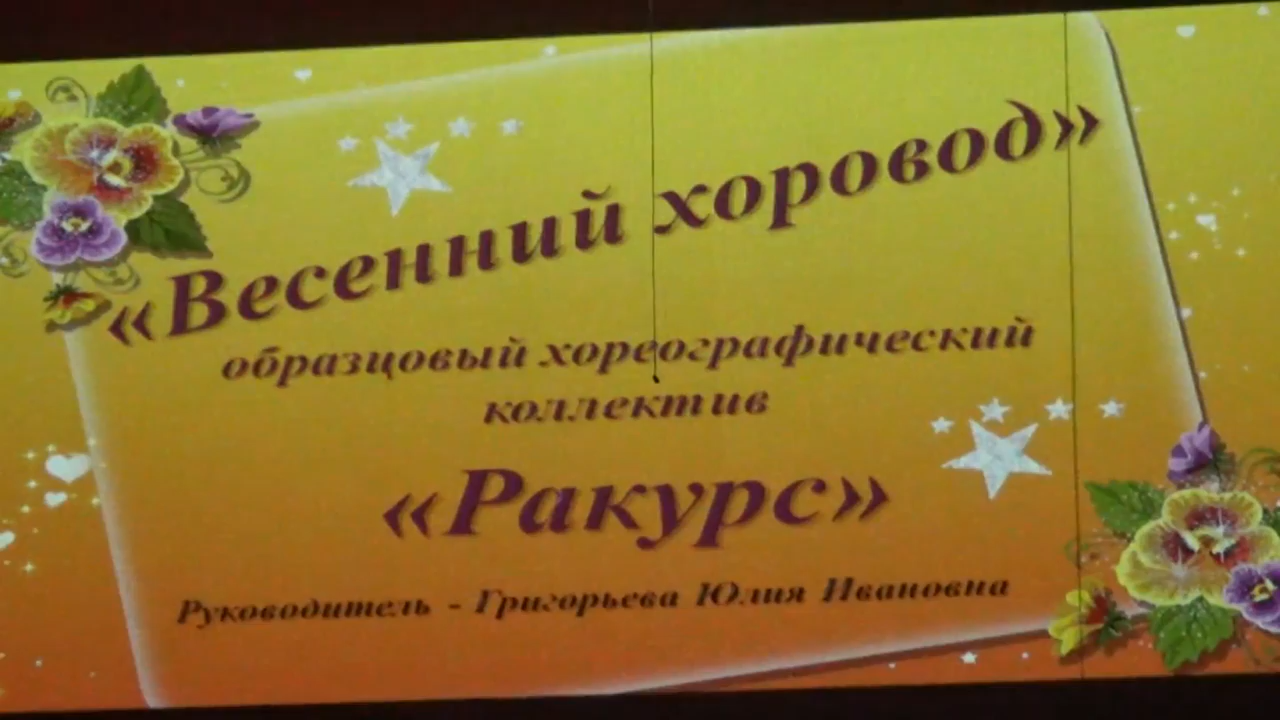 «Весенний хоровод»
образцовый хореографический
коллектив
«Ракурс»
Руководитель - Григорьева Юлия Ивановна